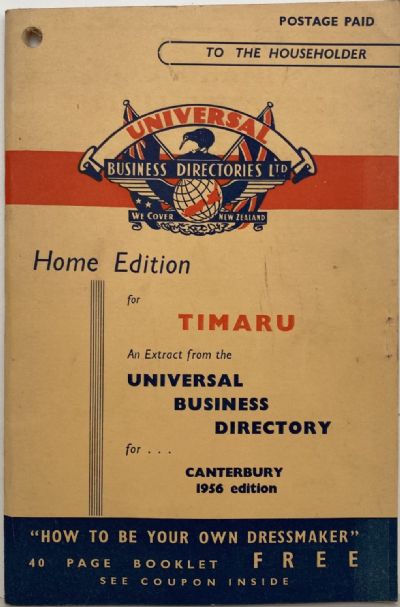 POSTAGE PAID
TO THE HOUSEHOLDER
UNIVERSAL
BUSINESS DIRECTORIES LTD
WE COVER NEW ZEALAND
Home Edition
for
TIMARU
An Extract from the
UNIVERSAL
BUSINESS
DIRECTORY
for . . .
CANTERBURY
1956 edition
"HOW TO BE YOUR OWN DRESSMAKER"
40 PAGE BOOKLET FREE
SEE COUPON INSIDE